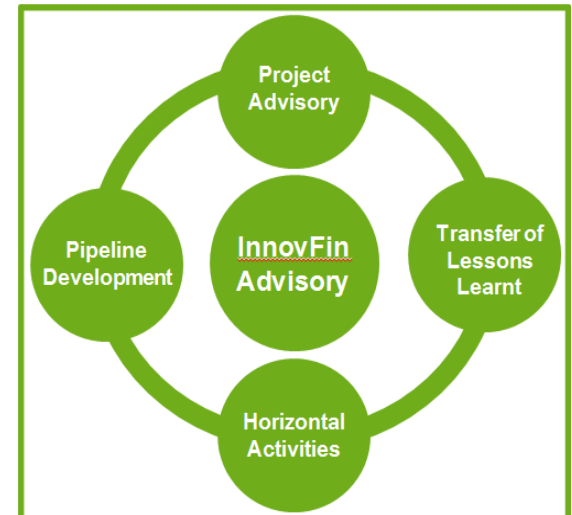 Project
Advisory
Pipeline
Development
InnovFin
Advisory
Transfer of
Lessons
Learnt
Horizontal
Activities